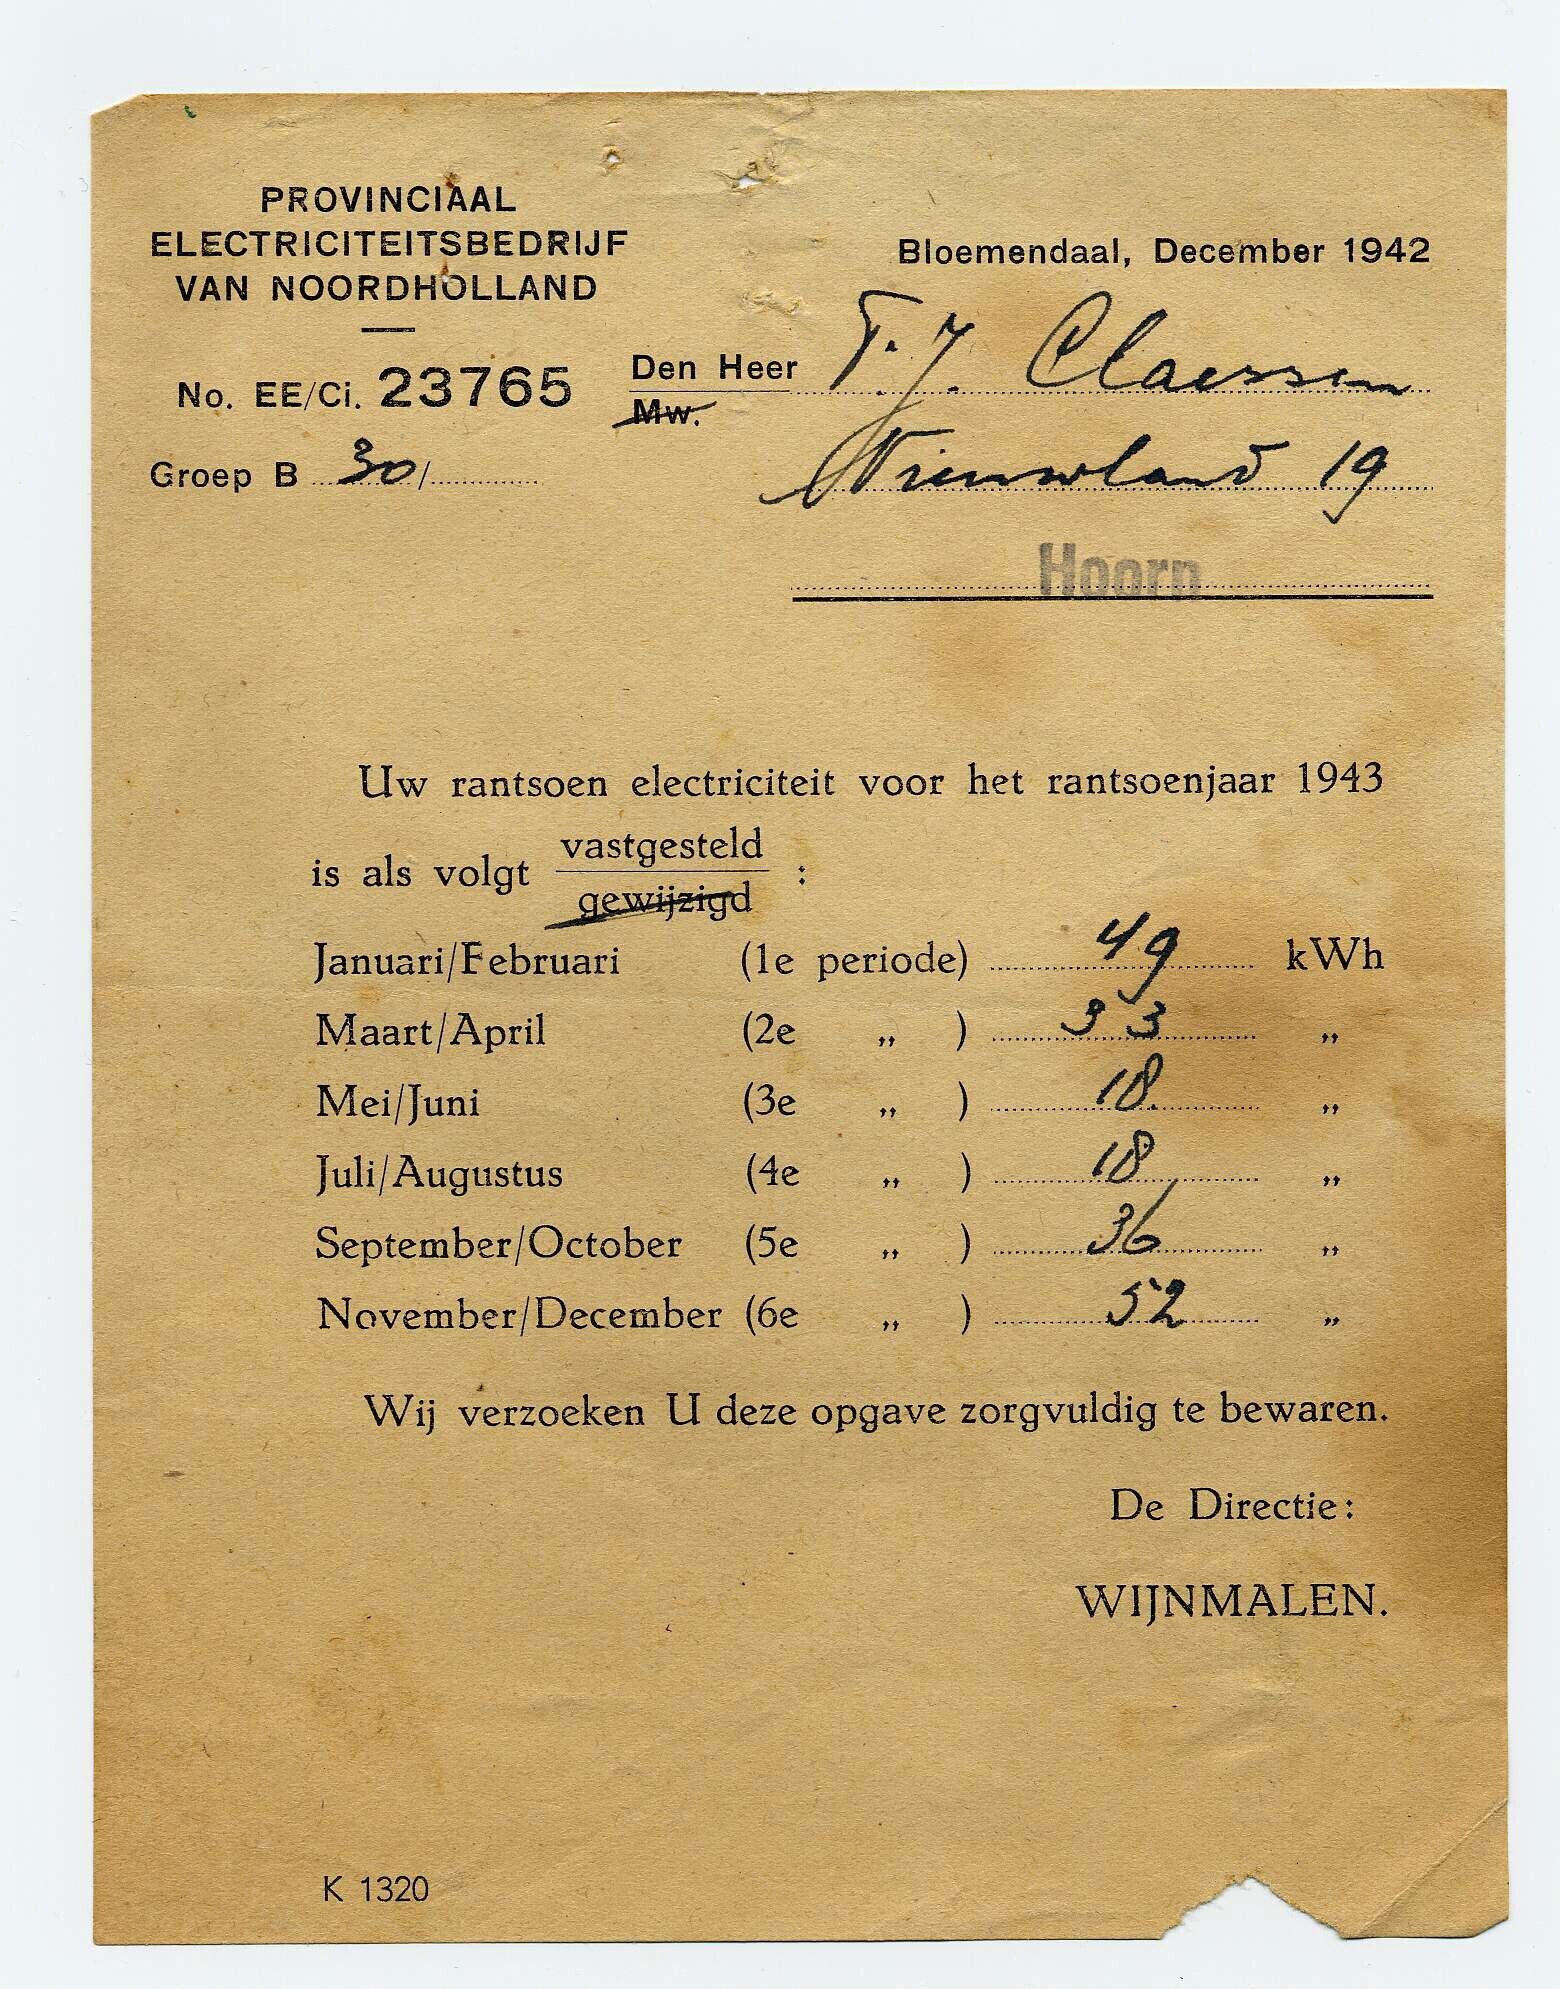 PROVINCIAAL
ELECTRICITEITSBEDRIJF
VAN NOORDHOLLAND
Bloemendaal, December 1942
No. EE/Ci. 23765
Den Heer T. J. Claessen
Mw.
Groep B 30/
Nieuwland 19
Hoorn
Uw rantsoen electriciteit voor het rantsoenjaar 1943
is als volgt vastgesteld :
gewijzigd
Januari/Februari (1e periode) 49 kWh
Maart/April (2e „ ) 33 „
Mei/Juni (3e „ ) 18. „
Juli/Augustus (4e „ ) 18 „
September/October (5e „ ) 36 „
November/December (6e „ ) 52 „
Wij verzoeken U deze opgave zorgvuldig te bewaren.
De Directie:
WIJNMALEN.
K 1320